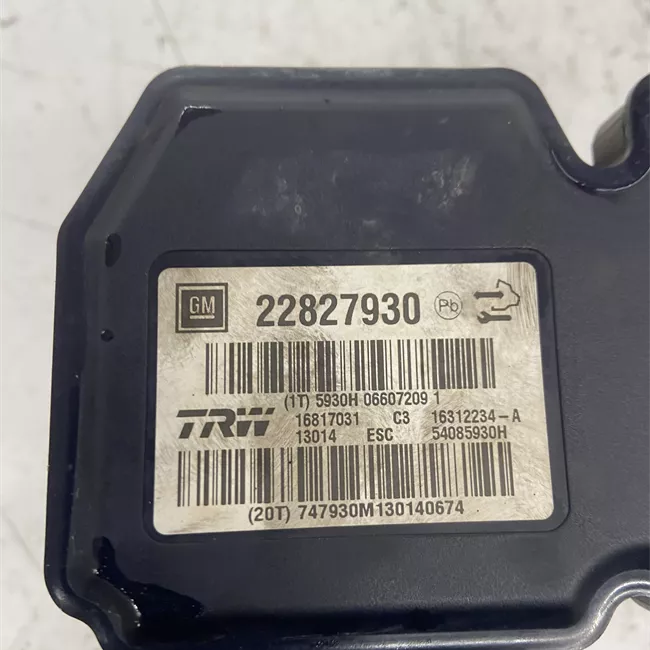 GM 22827930 Pb
(1T) 5930H 06607209 1
TRW 16817031 C3 16312234-A
13014 ESC 54085930H
(20T) 747930M130140674